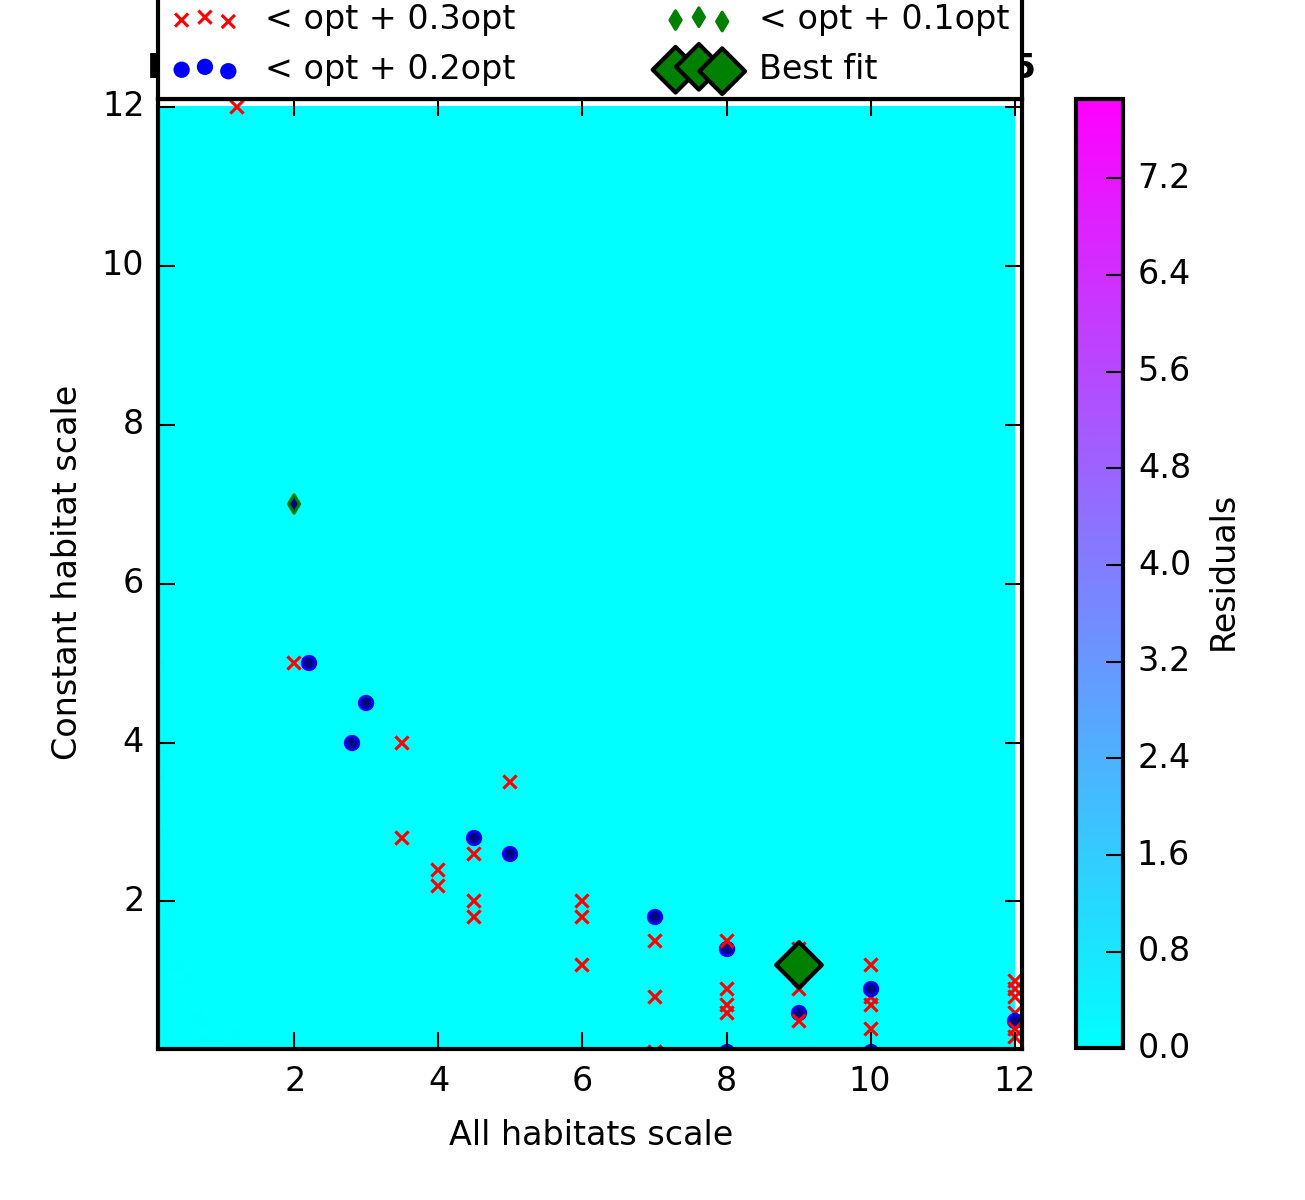 < opt + 0.3opt
< opt + 0.1opt
< opt + 0.2opt
Best fit
12
10
8
6
4
2
Constant habitat scale
2 4 6 8 10 12
All habitats scale
7.2
6.4
5.6
4.8
4.0
3.2
2.4
1.6
0.8
0.0
Residuals